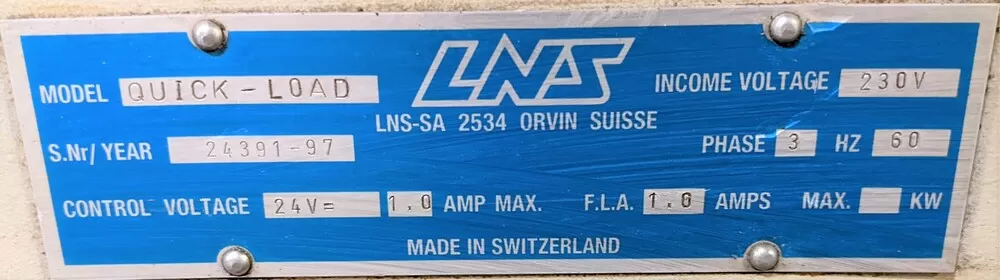 LNS
MODEL QUICK-LOAD INCOME VOLTAGE 230V
LNS-SA 2534 ORVIN SUISSE
S.Nr/ YEAR 24391-97 PHASE 3 HZ 60
CONTROL VOLTAGE 24V= 1.0 AMP MAX. F.L.A. 1.6 AMPS MAX. KW
MADE IN SWITZERLAND